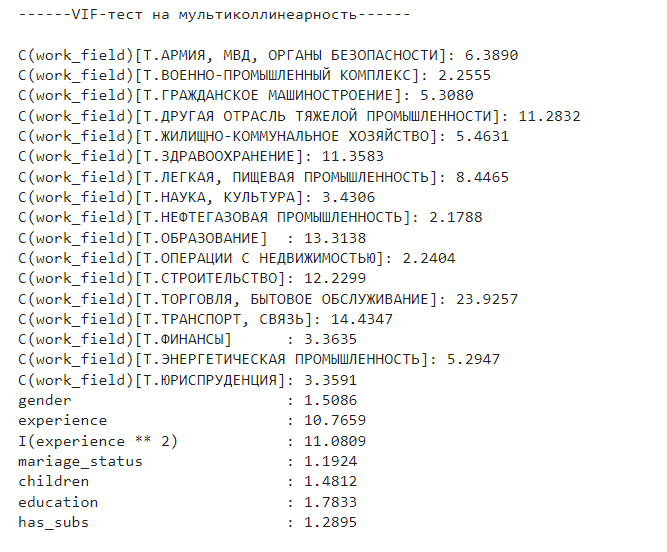 ------VIF-тест на мультиколлинеарность------
C(work_field)[T.АРМИЯ, МВД, ОРГАНЫ БЕЗОПАСНОСТИ]: 6.3890
C(work_field)[T.ВОЕННО-ПРОМЫШЛЕННЫЙ КОМПЛЕКС]: 2.2555
C(work_field)[T.ГРАЖДАНСКОЕ МАШИНОСТРОЕНИЕ]: 5.3080
C(work_field)[T.ДРУГАЯ ОТРАСЛЬ ТЯЖЕЛОЙ ПРОМЫШЛЕННОСТИ]: 11.2832
C(work_field)[T.ЖИЛИЩНО-КОММУНАЛЬНОЕ ХОЗЯЙСТВО]: 5.4631
C(work_field)[T.ЗДРАВООХРАНЕНИЕ]: 11.3583
C(work_field)[T.ЛЕГКАЯ, ПИЩЕВАЯ ПРОМЫШЛЕННОСТЬ]: 8.4465
C(work_field)[T.НАУКА, КУЛЬТУРА]: 3.4306
C(work_field)[T.НЕФТЕГАЗОВАЯ ПРОМЫШЛЕННОСТЬ]: 2.1788
C(work_field)[T.ОБРАЗОВАНИЕ]  : 13.3138
C(work_field)[T.ОПЕРАЦИИ С НЕДВИЖИМОСТЬЮ]: 2.2404
C(work_field)[T.СТРОИТЕЛЬСТВО]: 12.2299
C(work_field)[T.ТОРГОВЛЯ, БЫТОВОЕ ОБСЛУЖИВАНИЕ]: 23.9257
C(work_field)[T.ТРАНСПОРТ, СВЯЗЬ]: 14.4347
C(work_field)[T.ФИНАНСЫ]      : 3.3635
C(work_field)[T.ЭНЕРГЕТИЧЕСКАЯ ПРОМЫШЛЕННОСТЬ]: 5.2947
C(work_field)[T.ЮРИСПРУДЕНЦИЯ]: 3.3591
gender                        : 1.5086
experience                    : 10.7659
I(experience ** 2)            : 11.0809
mariage_status                : 1.1924
children                      : 1.4812
education                     : 1.7833
has_subs                      : 1.2895